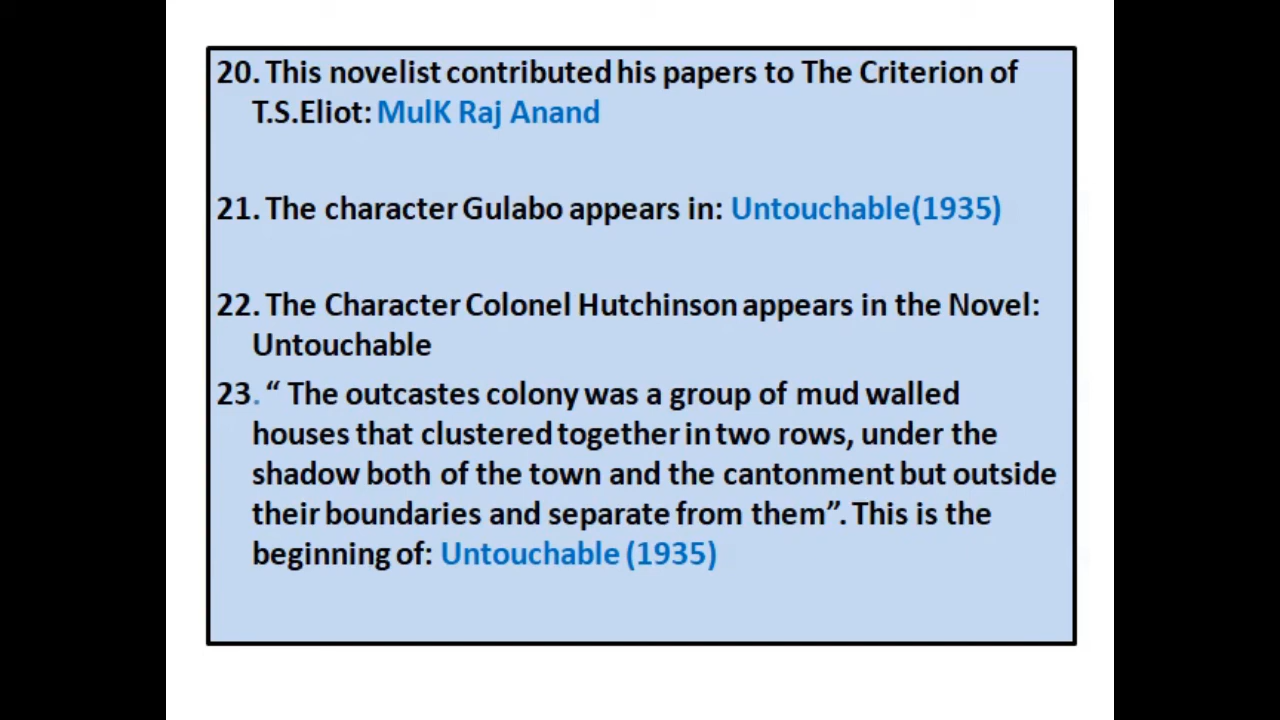 20. This novelist contributed his papers to The Criterion of
T.S.Eliot: MulK Raj Anand
21. The character Gulabo appears in: Untouchable(1935)
22. The Character Colonel Hutchinson appears in the Novel:
Untouchable
23. “ The outcastes colony was a group of mud walled
houses that clustered together in two rows, under the
shadow both of the town and the cantonment but outside
their boundaries and separate from them”. This is the
beginning of: Untouchable (1935)